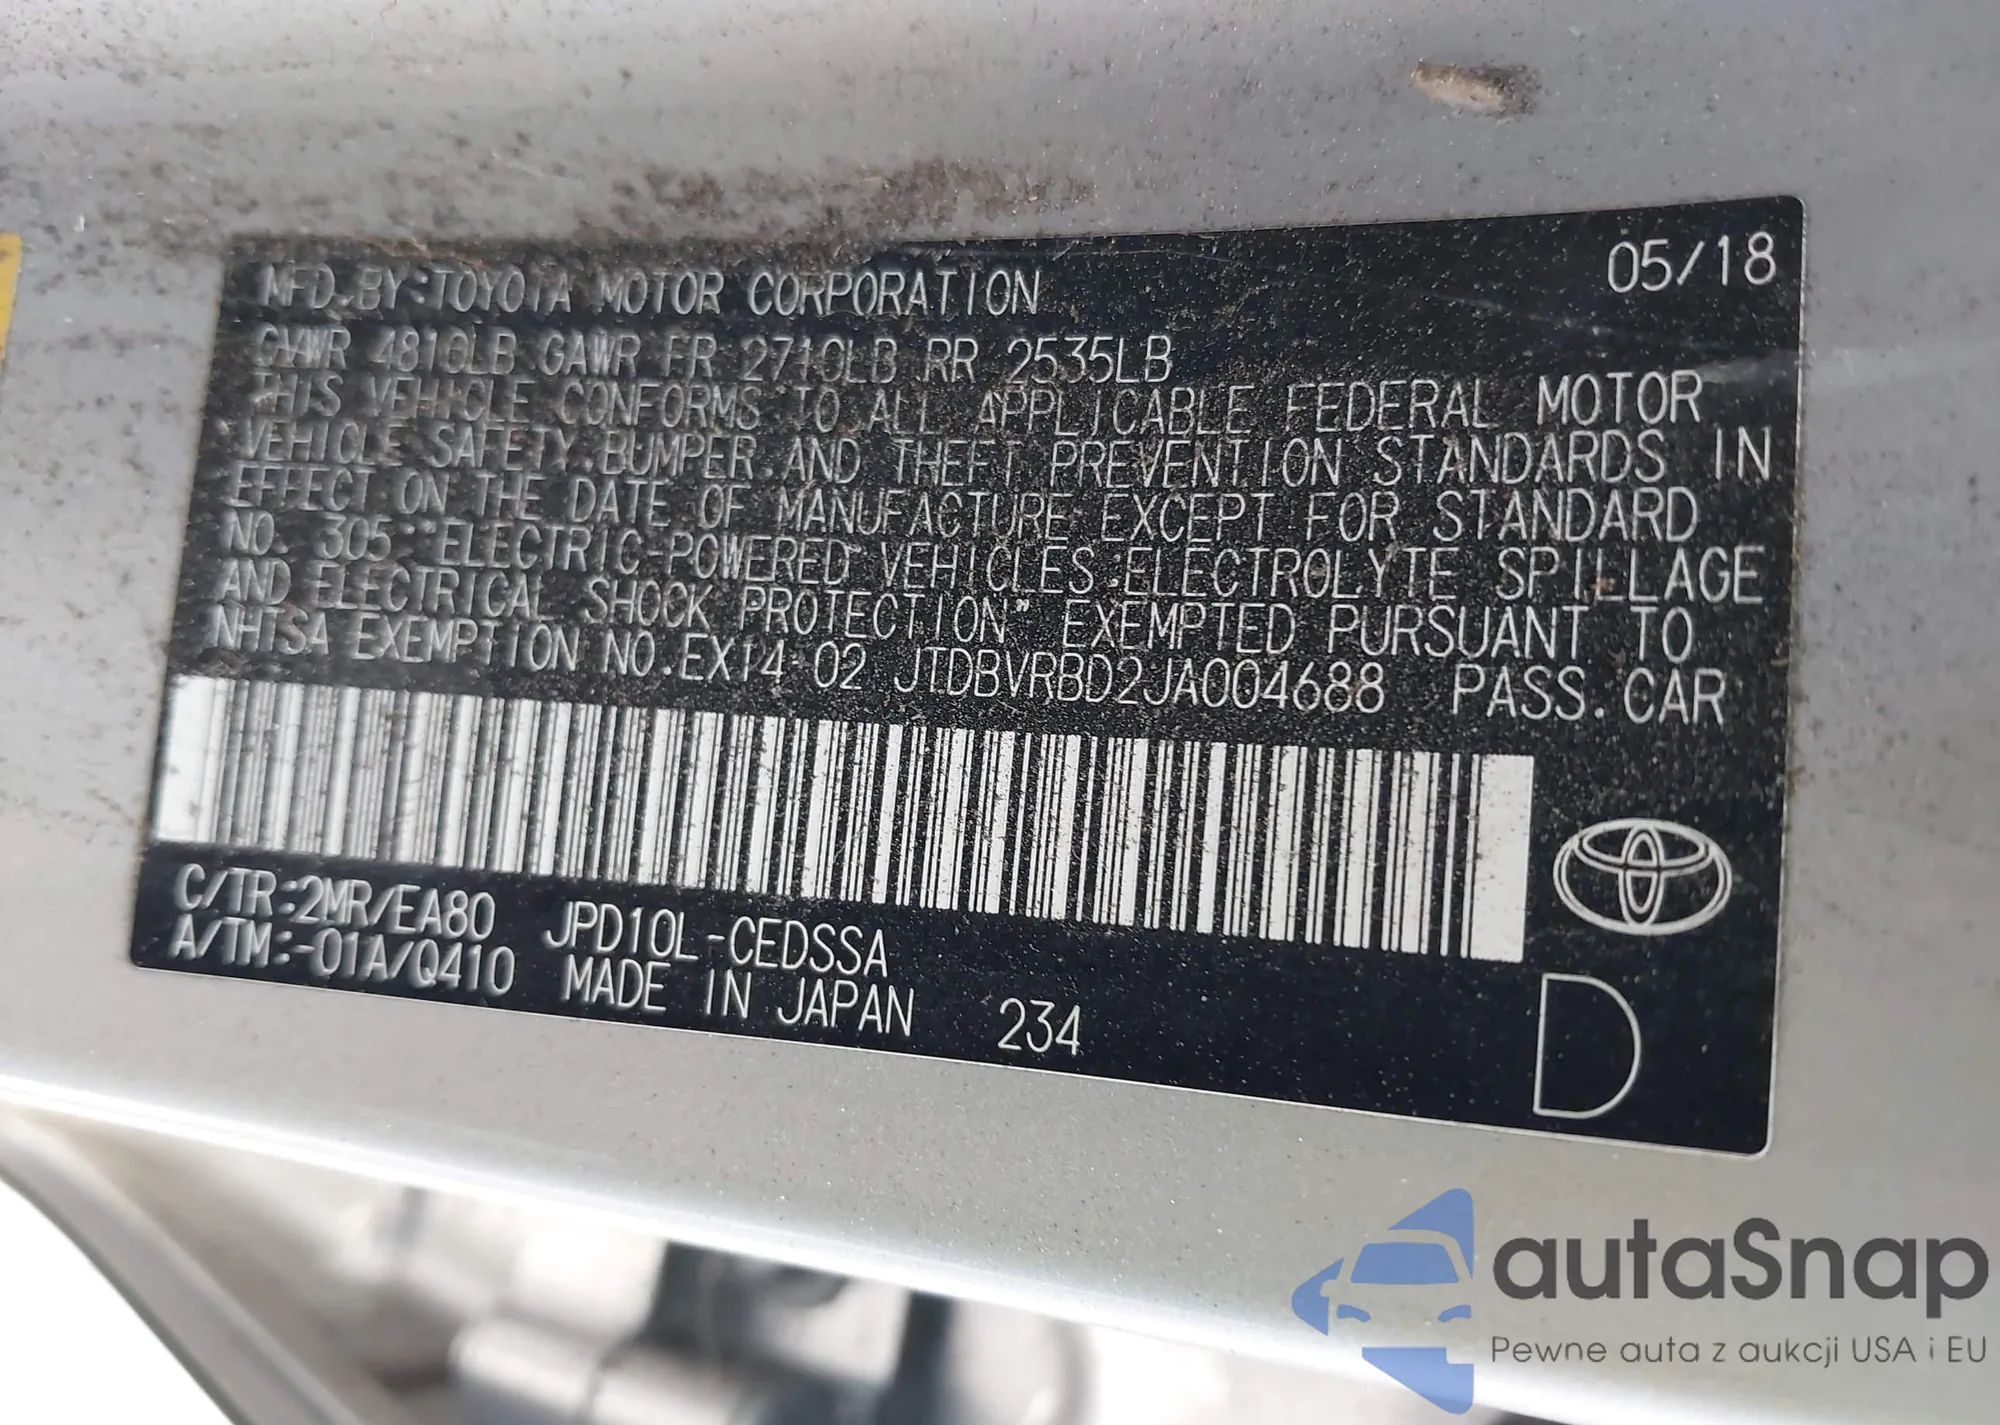 MFD.BY:TOYOTA MOTOR CORPORATION 05/18
GVWR 4810LB GAWR FR 2710LB RR 2535LB
THIS VEHICLE CONFORMS TO ALL APPLICABLE FEDERAL MOTOR
VEHICLE SAFETY,BUMPER,AND THEFT PREVENTION STANDARDS IN
EFFECT ON THE DATE OF MANUFACTURE EXCEPT FOR STANDARD
NO. 305 "ELECTRIC-POWERED VEHICLES:ELECTROLYTE SPILLAGE
AND ELECTRICAL SHOCK PROTECTION" EXEMPTED PURSUANT TO
NHTSA EXEMPTION NO.EX14-02 JTDBVRBD2JA004688 PASS.CAR
C/TR:2MR/EA80 JPD10L-CEDSSA
A/TM:-01A/Q410 MADE IN JAPAN 234
D
autaSnap
Pewne auta z aukcji USA i EU